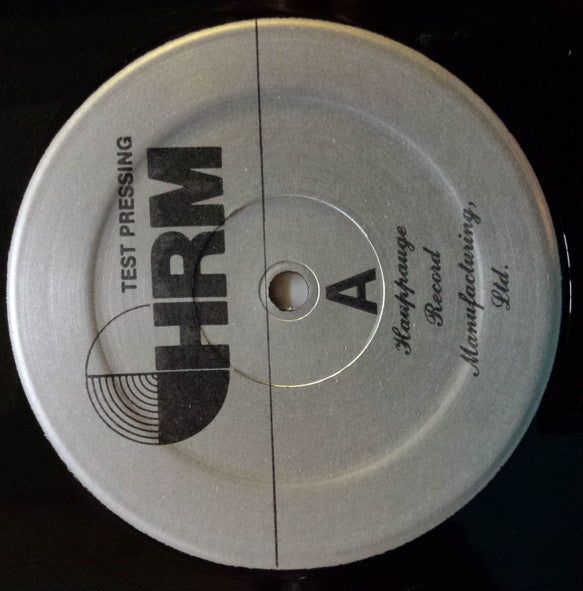 TEST PRESSING
HRM
A
Hauppauge
Record
Manufacturing,
Ltd.